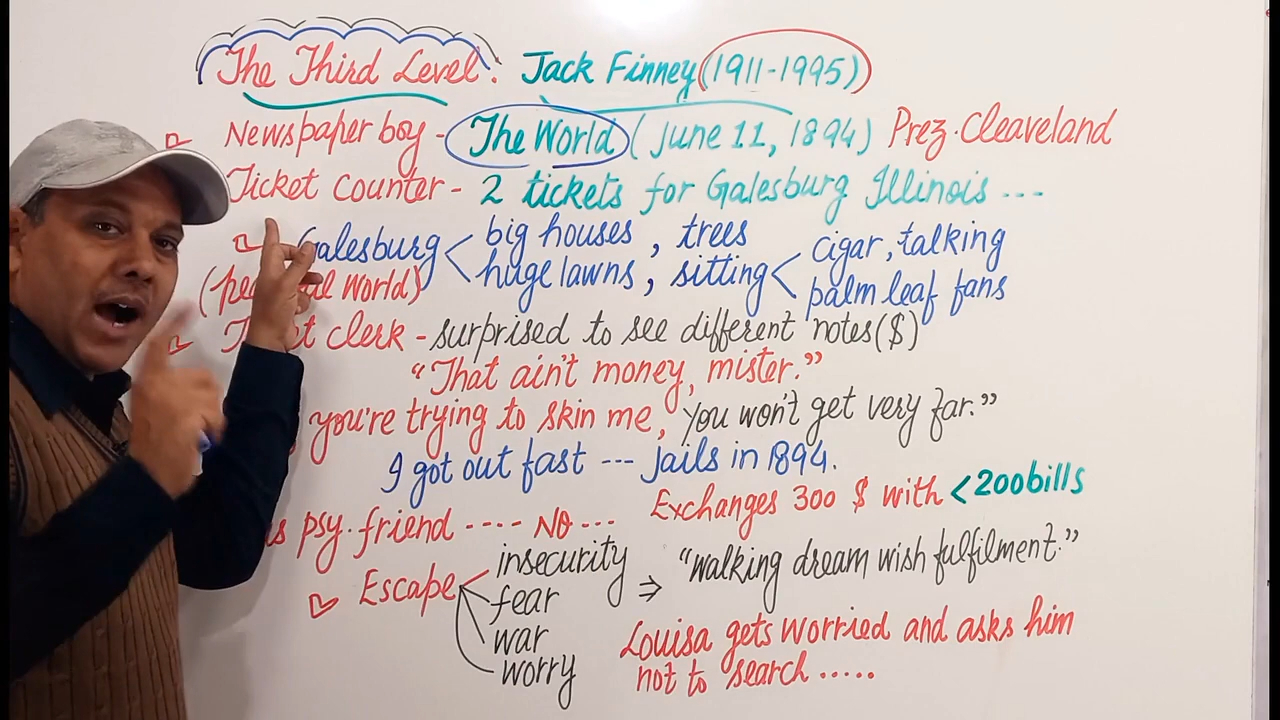 The Third Level. Jack Finney (1911-1995)
Newspaper boy - The World (june 11, 1894) Prez. Cleaveland
Ticket counter - 2 tickets for Galesburg Illinois ---
Galesburg < big houses, trees
huge lawns, sitting < cigar, talking
palm leaf fans
World)
clerk - surprised to see different notes($)
"That ain't money, mister."
you're trying to skin me, you won't get very far."
I got out fast --- jails in 1894.
Exchanges 300 $ with <200bills
psy. friend ---- No ---
Escape < insecurity
fear
war
worry
⇒ "walking dream wish fulfilment."
Louisa gets worried and asks him
not to search .....